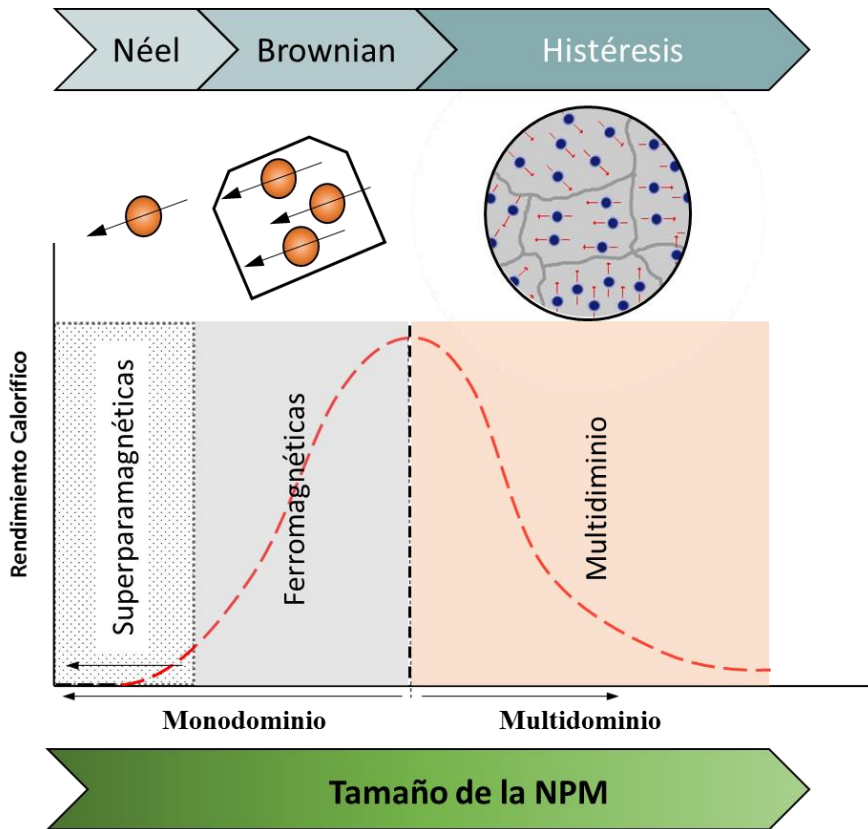 Néel
Brownian
Histéresis
Rendimiento Calorífico
Superparamagnéticas
Ferromagnéticas
Multidiminio
Monodominio
Multidominio
Tamaño de la NPM